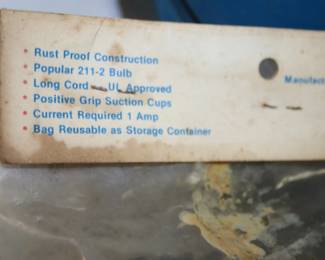 * Rust Proof Construction
* Popular 211-2 Bulb
* Long Cord — UL Approved
* Positive Grip Suction Cups
* Current Required 1 Amp
* Bag Reusable as Storage Container
Manufact